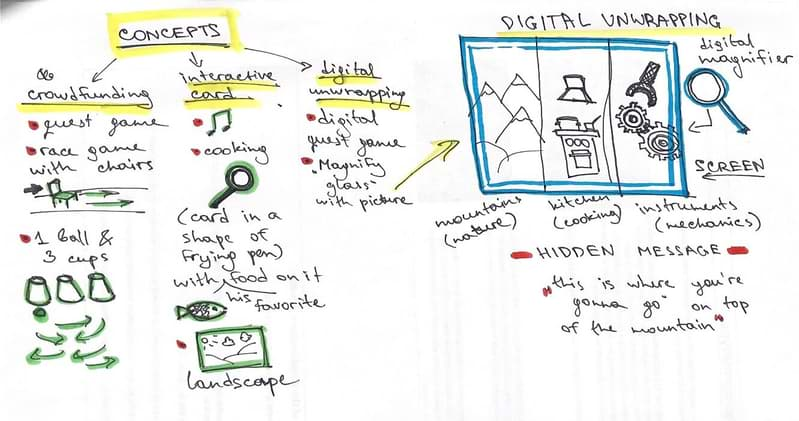 CONCEPTS
&
crowdfunding
• quest game
• race game
with chairs
• 1 ball &
3 cups
interactive
card
• cooking
(card in a
shape of
frying pen)
with food on it
his favorite
• landscape
digital
unwrapping
• digital
quest game
• "Magnify
glass"
with picture
DIGITAL UNWRAPPING
digital
magnifier
SCREEN
mountains
(nature)
kitchen
(cooking)
instruments
(mechanics)
- HIDDEN MESSAGE -
"this is where you're
gonna go" on top
of the mountain"